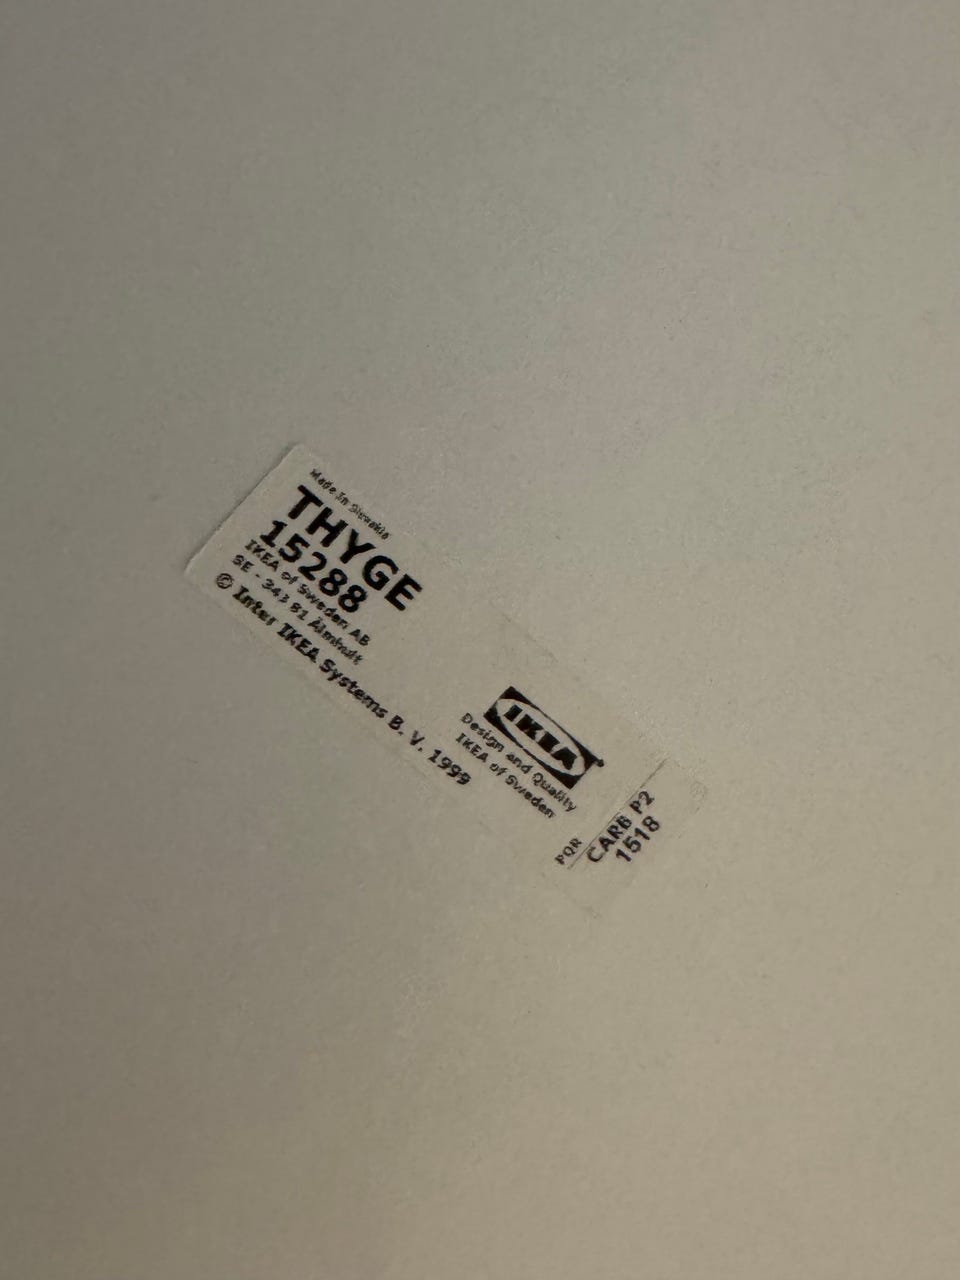 Made in Slovakia
THYGE
15288
IKEA of Sweden AB
SE - 343 81 Älmhult
© Inter IKEA Systems B. V. 1999
IKEA
Design and Quality
IKEA of Sweden
PQR
CARB P2
1518